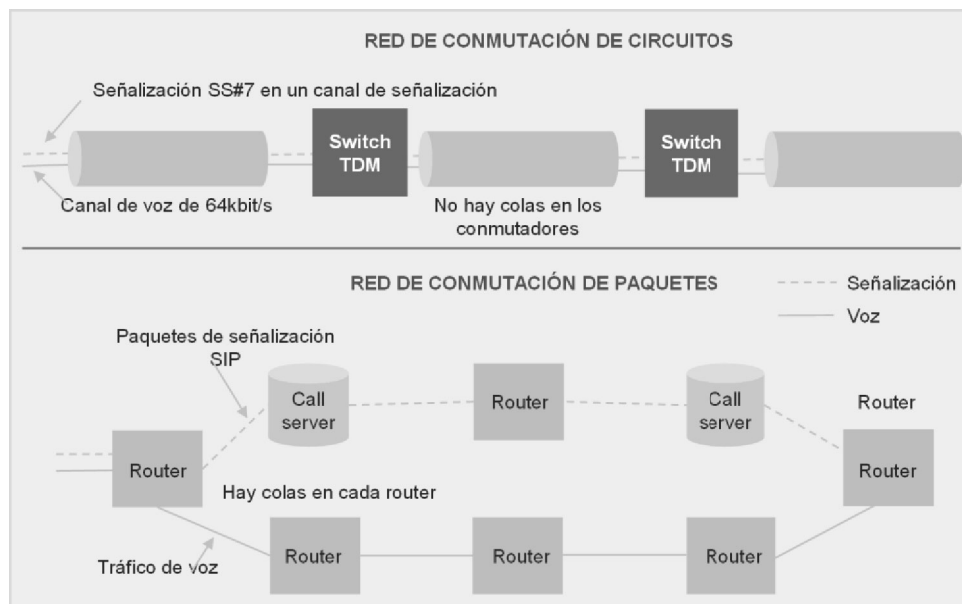 RED DE CONMUTACIÓN DE CIRCUITOS
Señalización SS#7 en un canal de señalización
Switch
TDM
Switch
TDM
Canal de voz de 64kbit/s
No hay colas en los
conmutadores
RED DE CONMUTACIÓN DE PAQUETES
Señalización
Voz
Paquetes de señalización
SIP
Call
server
Router
Call
server
Router
Router
Router
Hay colas en cada router
Router
Router
Router
Tráfico de voz